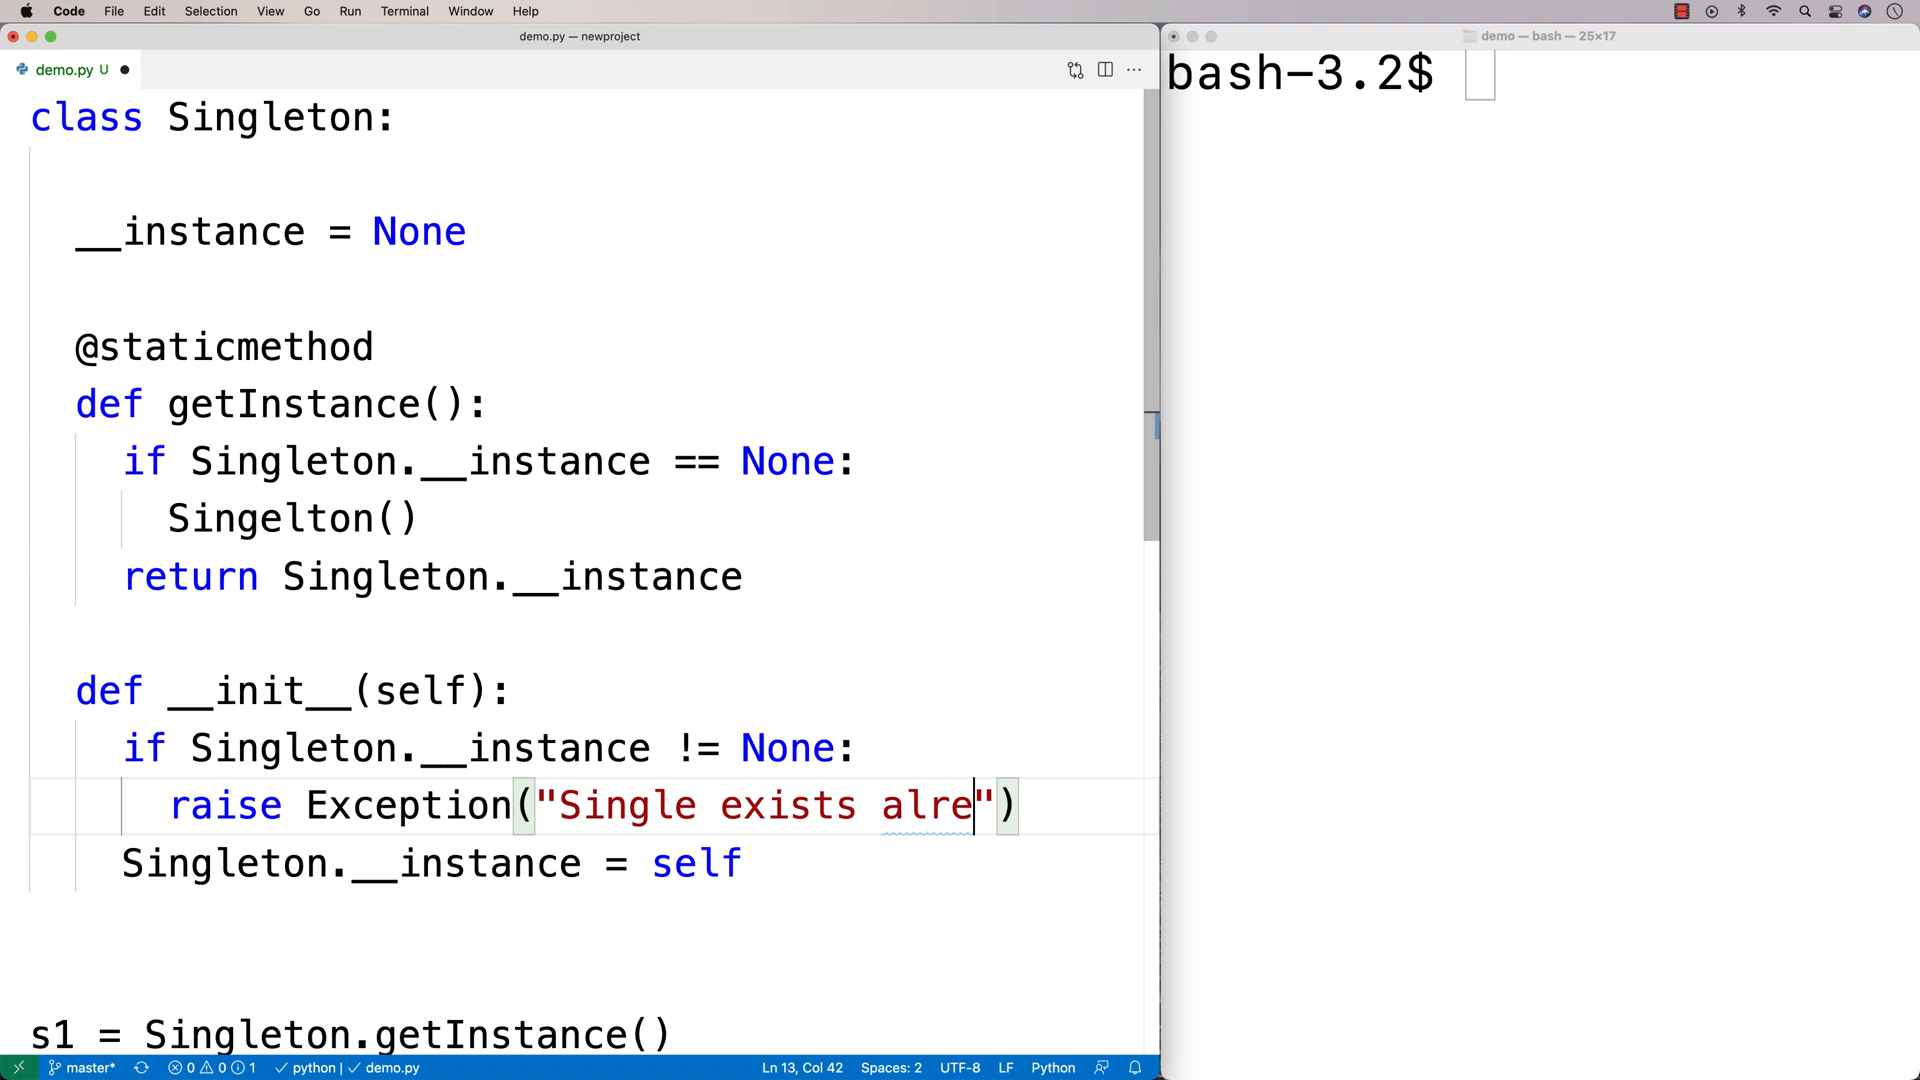 Code File Edit Selection View Go Run Terminal Window Help
demo.py — newproject
demo — bash — 25×17
demo.py U
bash-3.2$
class Singleton:
__instance = None
@staticmethod
def getInstance():
if Singleton.__instance == None:
Singelton()
return Singleton.__instance
def __init__(self):
if Singleton.__instance != None:
raise Exception("Single exists alre")
Singleton.__instance = self
s1 = Singleton.getInstance()
master* 0 0 1 python | demo.py Ln 13, Col 42 Spaces: 2 UTF-8 LF Python